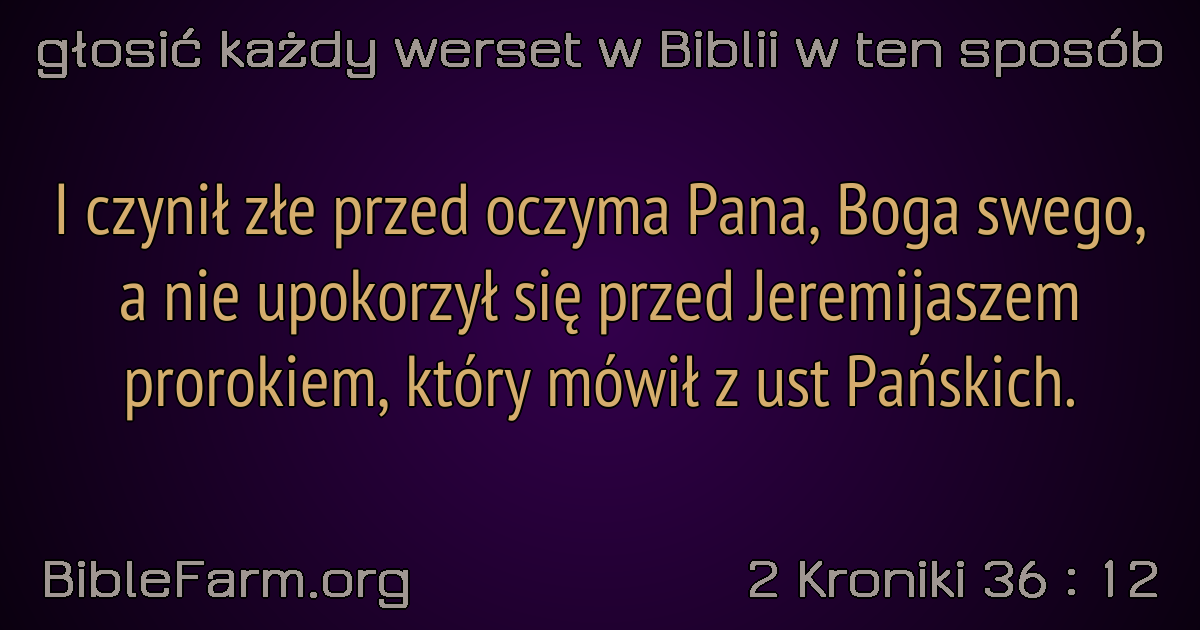 głosić każdy werset w Biblii w ten sposób
I czynił złe przed oczyma Pana, Boga swego,
a nie upokorzył się przed Jeremijaszem
prorokiem, który mówił z ust Pańskich.
BibleFarm.org
2 Kroniki 36 : 12